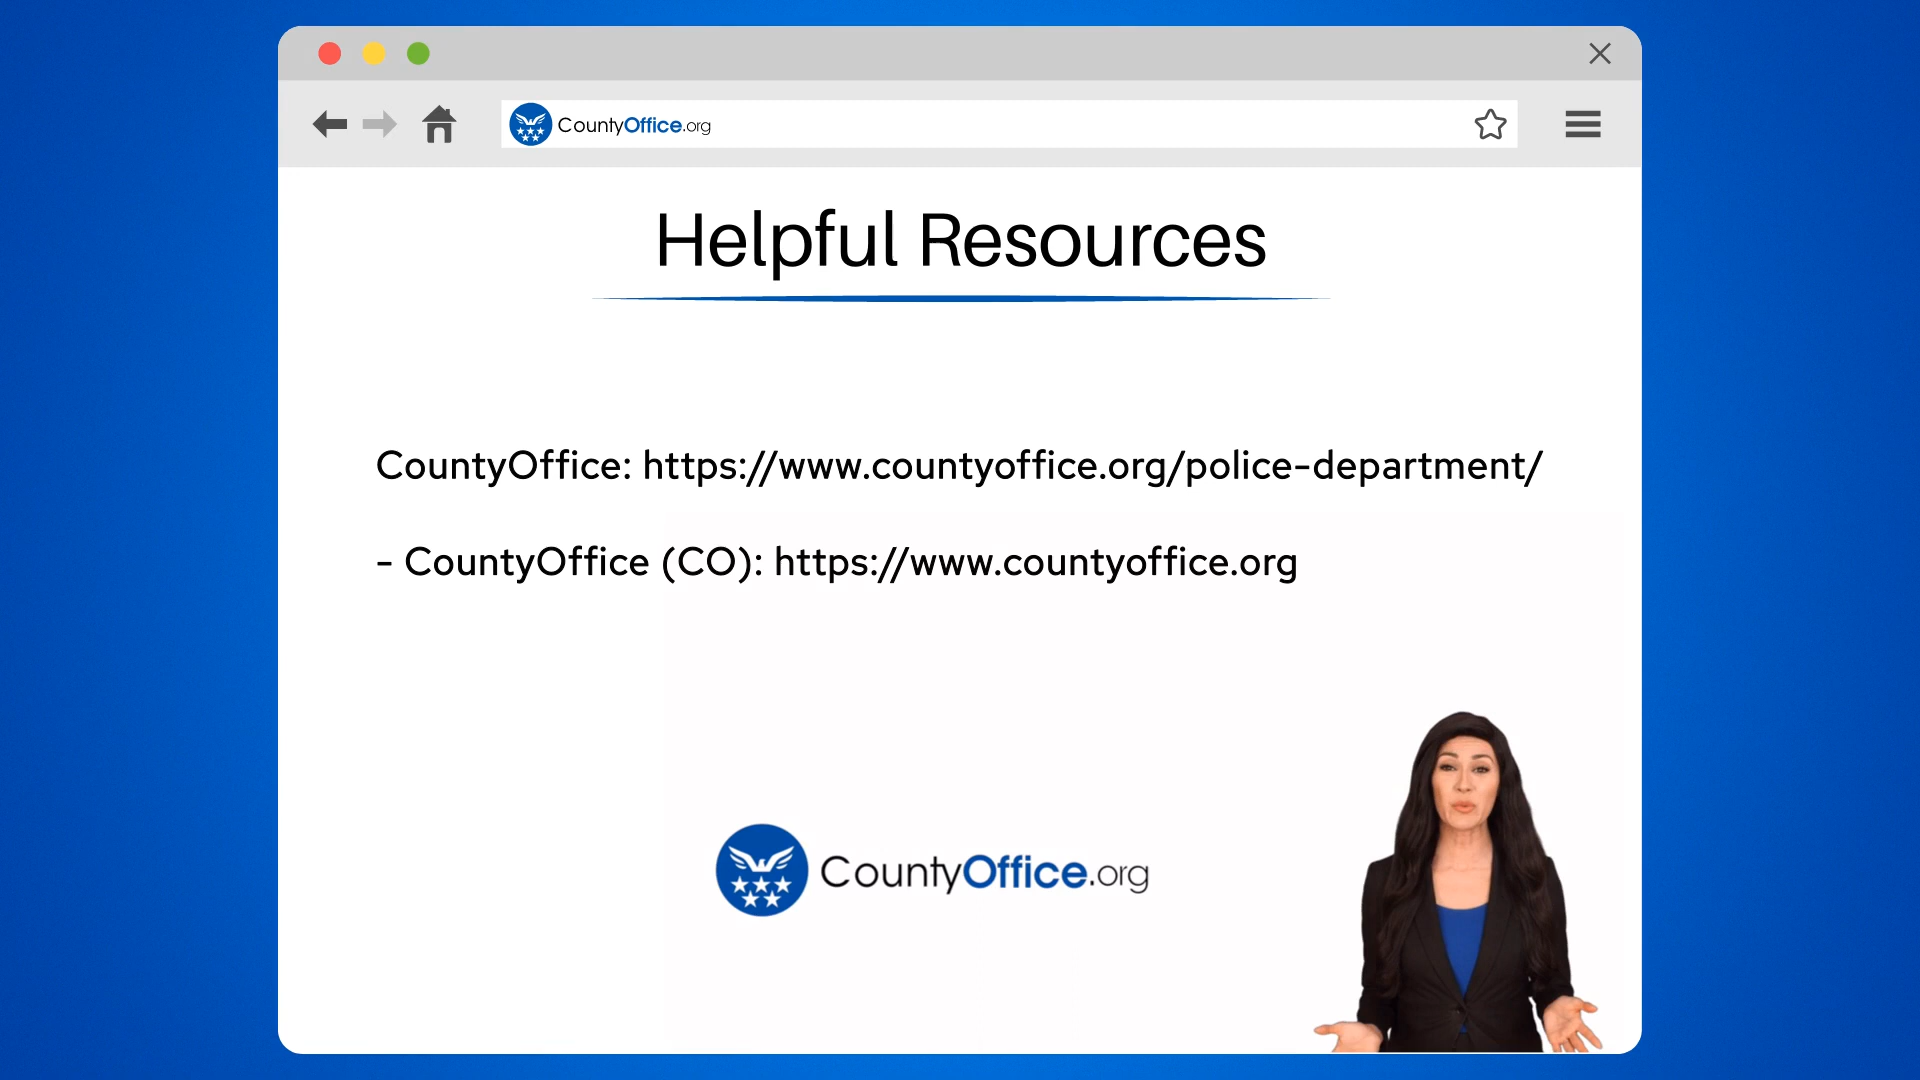 CountyOffice.org
Helpful Resources
CountyOffice: https://www.countyoffice.org/police-department/
- CountyOffice (CO): https://www.countyoffice.org
CountyOffice.org